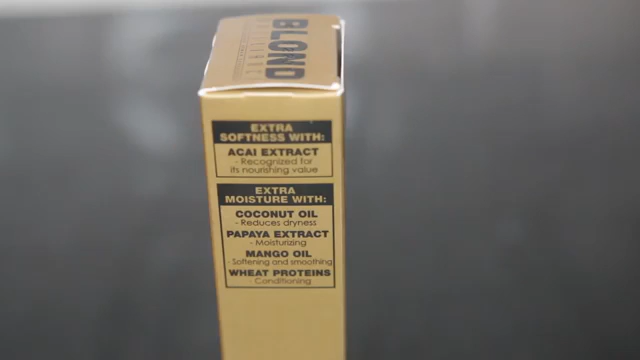 BLOND
BRILLIANCE
EXTRA
SOFTNESS WITH:
ACAI EXTRACT
- Recognized for
its nourishing value
EXTRA
MOISTURE WITH:
COCONUT OIL
- Reduces dryness
PAPAYA EXTRACT
- Moisturizing
MANGO OIL
- Softening and smoothing
WHEAT PROTEINS
- Conditioning